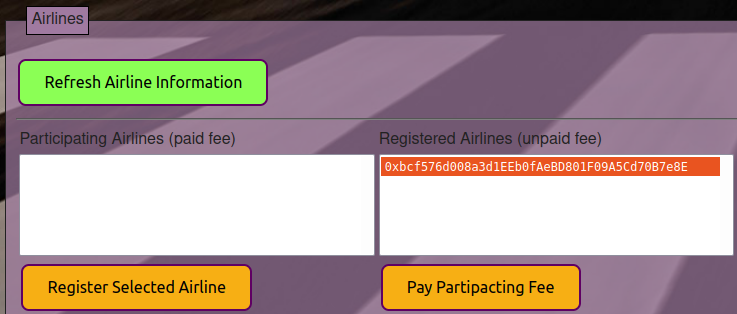 Airlines
Refresh Airline Information
Participating Airlines (paid fee)
Registered Airlines (unpaid fee)
0xbcf576d008a3d1EEb0fAeBD801F09A5Cd70B7e8E
Register Selected Airline
Pay Partipacting Fee